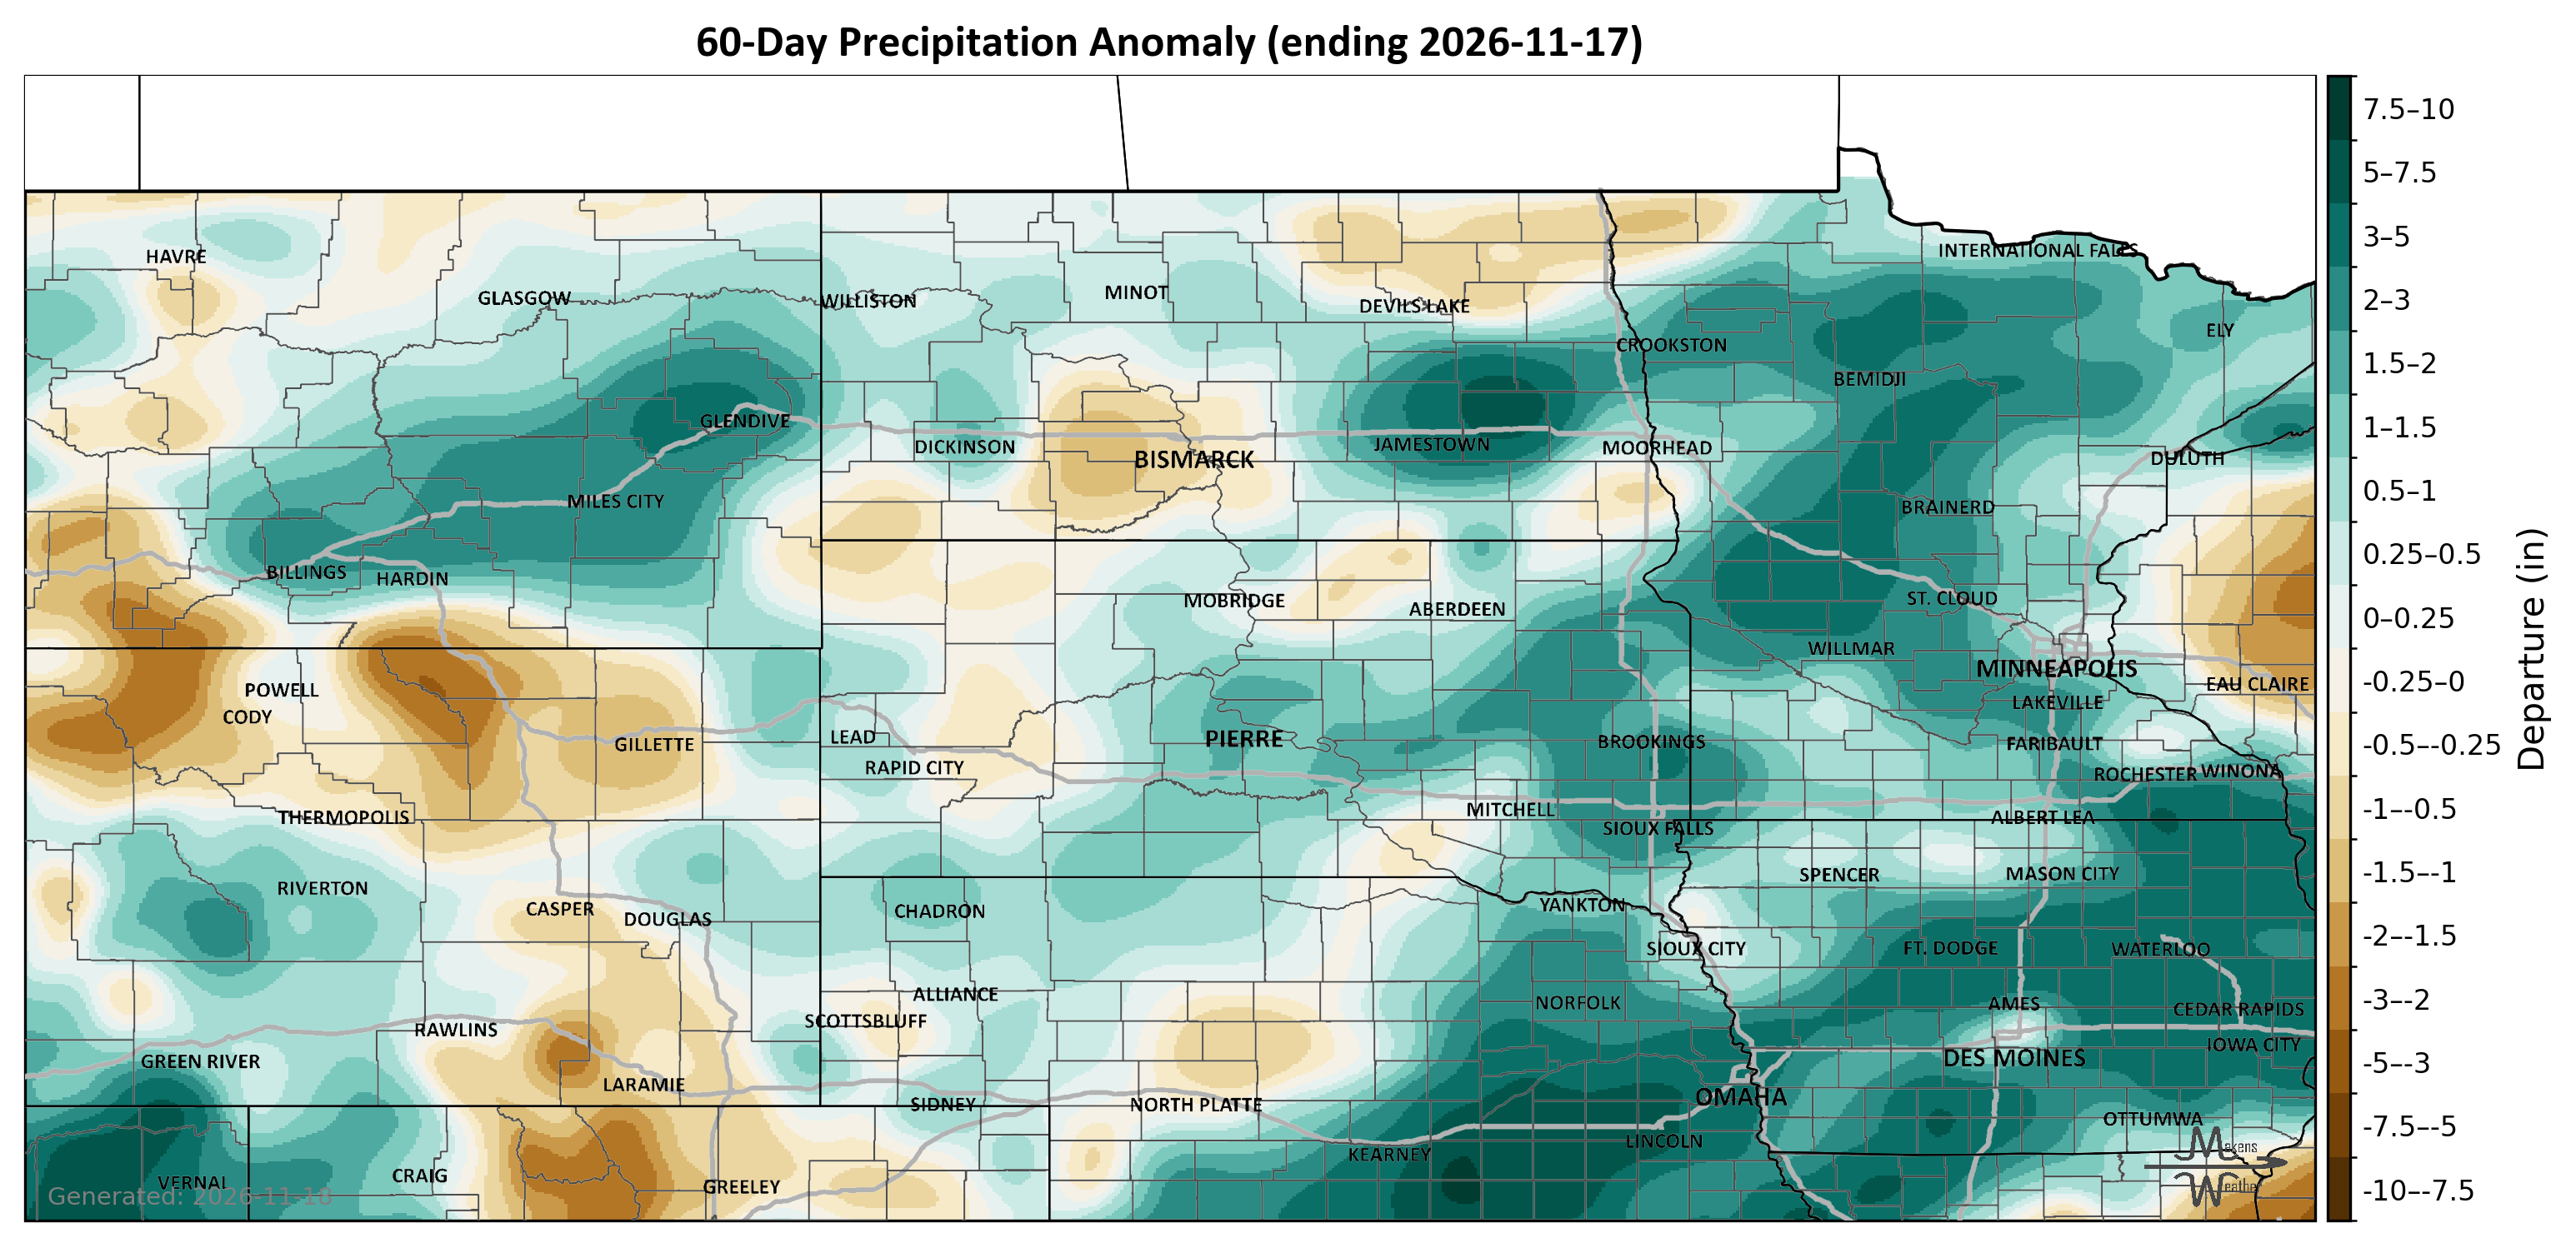 60-Day Precipitation Anomaly (ending 2026-11-17)
HAVRE
GLASGOW
WILLISTON
MINOT
DEVILS LAKE
INTERNATIONAL FALLS
ELY
CROOKSTON
BEMIDJI
GLENDIVE
DICKINSON
BISMARCK
JAMESTOWN
MOORHEAD
DULUTH
MILES CITY
BRAINERD
BILLINGS
HARDIN
MOBRIDGE
ABERDEEN
ST. CLOUD
WILLMAR
MINNEAPOLIS
EAU CLAIRE
POWELL
CODY
LAKEVILLE
GILLETTE
LEAD
PIERRE
BROOKINGS
FARIBAULT
RAPID CITY
ROCHESTER
WINONA
THERMOPOLIS
MITCHELL
SIOUX FALLS
ALBERT LEA
RIVERTON
SPENCER
MASON CITY
CASPER
DOUGLAS
CHADRON
YANKTON
SIOUX CITY
FT. DODGE
WATERLOO
ALLIANCE
NORFOLK
AMES
CEDAR RAPIDS
SCOTTSBLUFF
RAWLINS
IOWA CITY
GREEN RIVER
DES MOINES
LARAMIE
OMAHA
SIDNEY
NORTH PLATTE
OTTUMWA
LINCOLN
KEARNEY
VERNAL
CRAIG
GREELEY
Generated: 2026-11-18
Makens
Weather
7.5–10
5–7.5
3–5
2–3
1.5–2
1–1.5
0.5–1
0.25–0.5
0–0.25
-0.25–0
-0.5–-0.25
-1–-0.5
-1.5–-1
-2–-1.5
-3–-2
-5–-3
-7.5–-5
-10–-7.5
Departure (in)